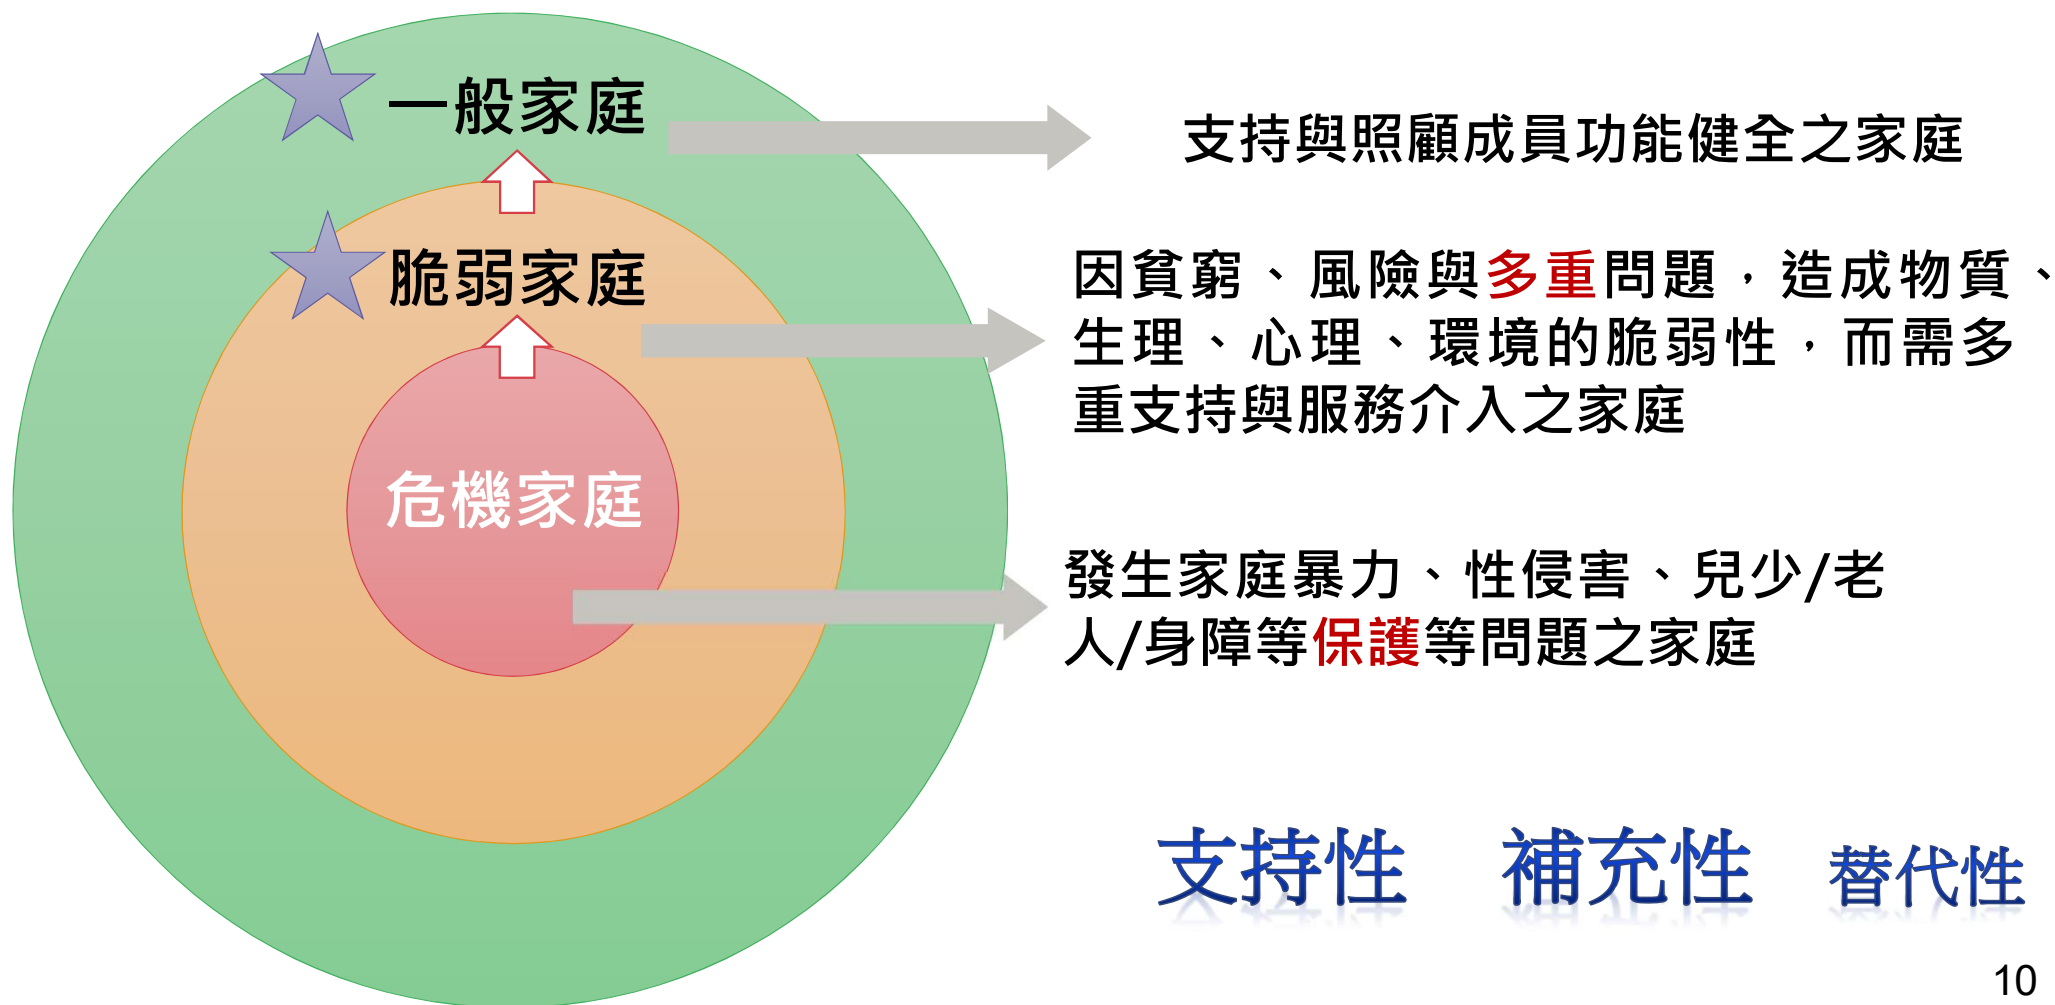 一般家庭
支持與照顧成員功能健全之家庭
脆弱家庭
因貧窮、風險與多重問題，造成物質、
生理、心理、環境的脆弱性，而需多
重支持與服務介入之家庭
危機家庭
發生家庭暴力、性侵害、兒少/老
人/身障等保護等問題之家庭
支持性 補充性 替代性
10